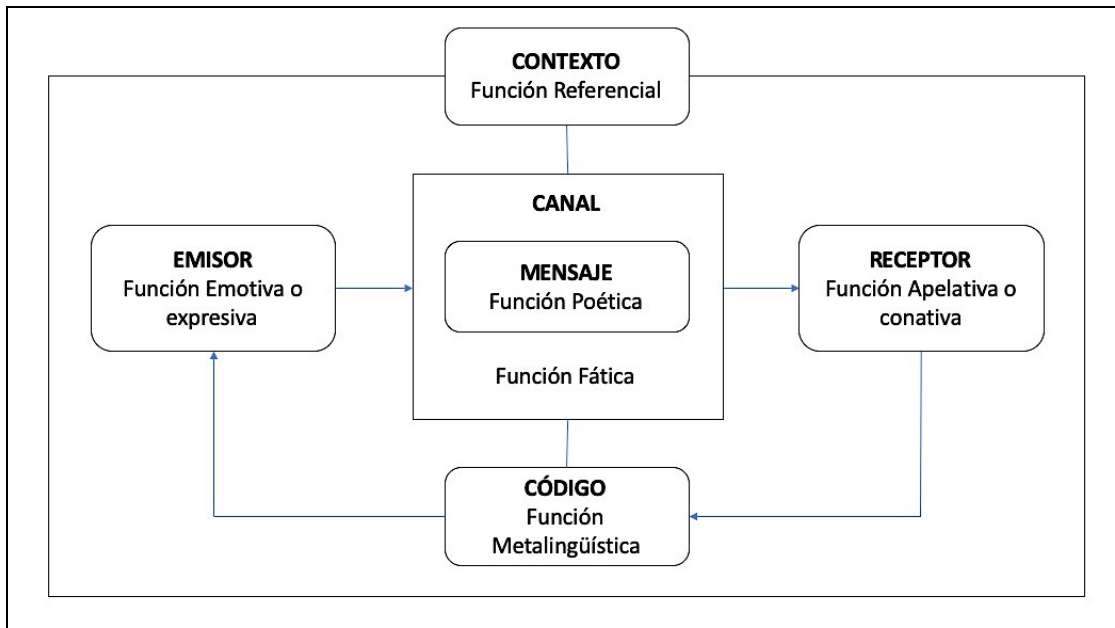 CONTEXTO
Función Referencial
CANAL
EMISOR
Función Emotiva o
expresiva
MENSAJE
Función Poética
RECEPTOR
Función Apelativa o
conativa
Función Fática
CÓDIGO
Función
Metalingüística